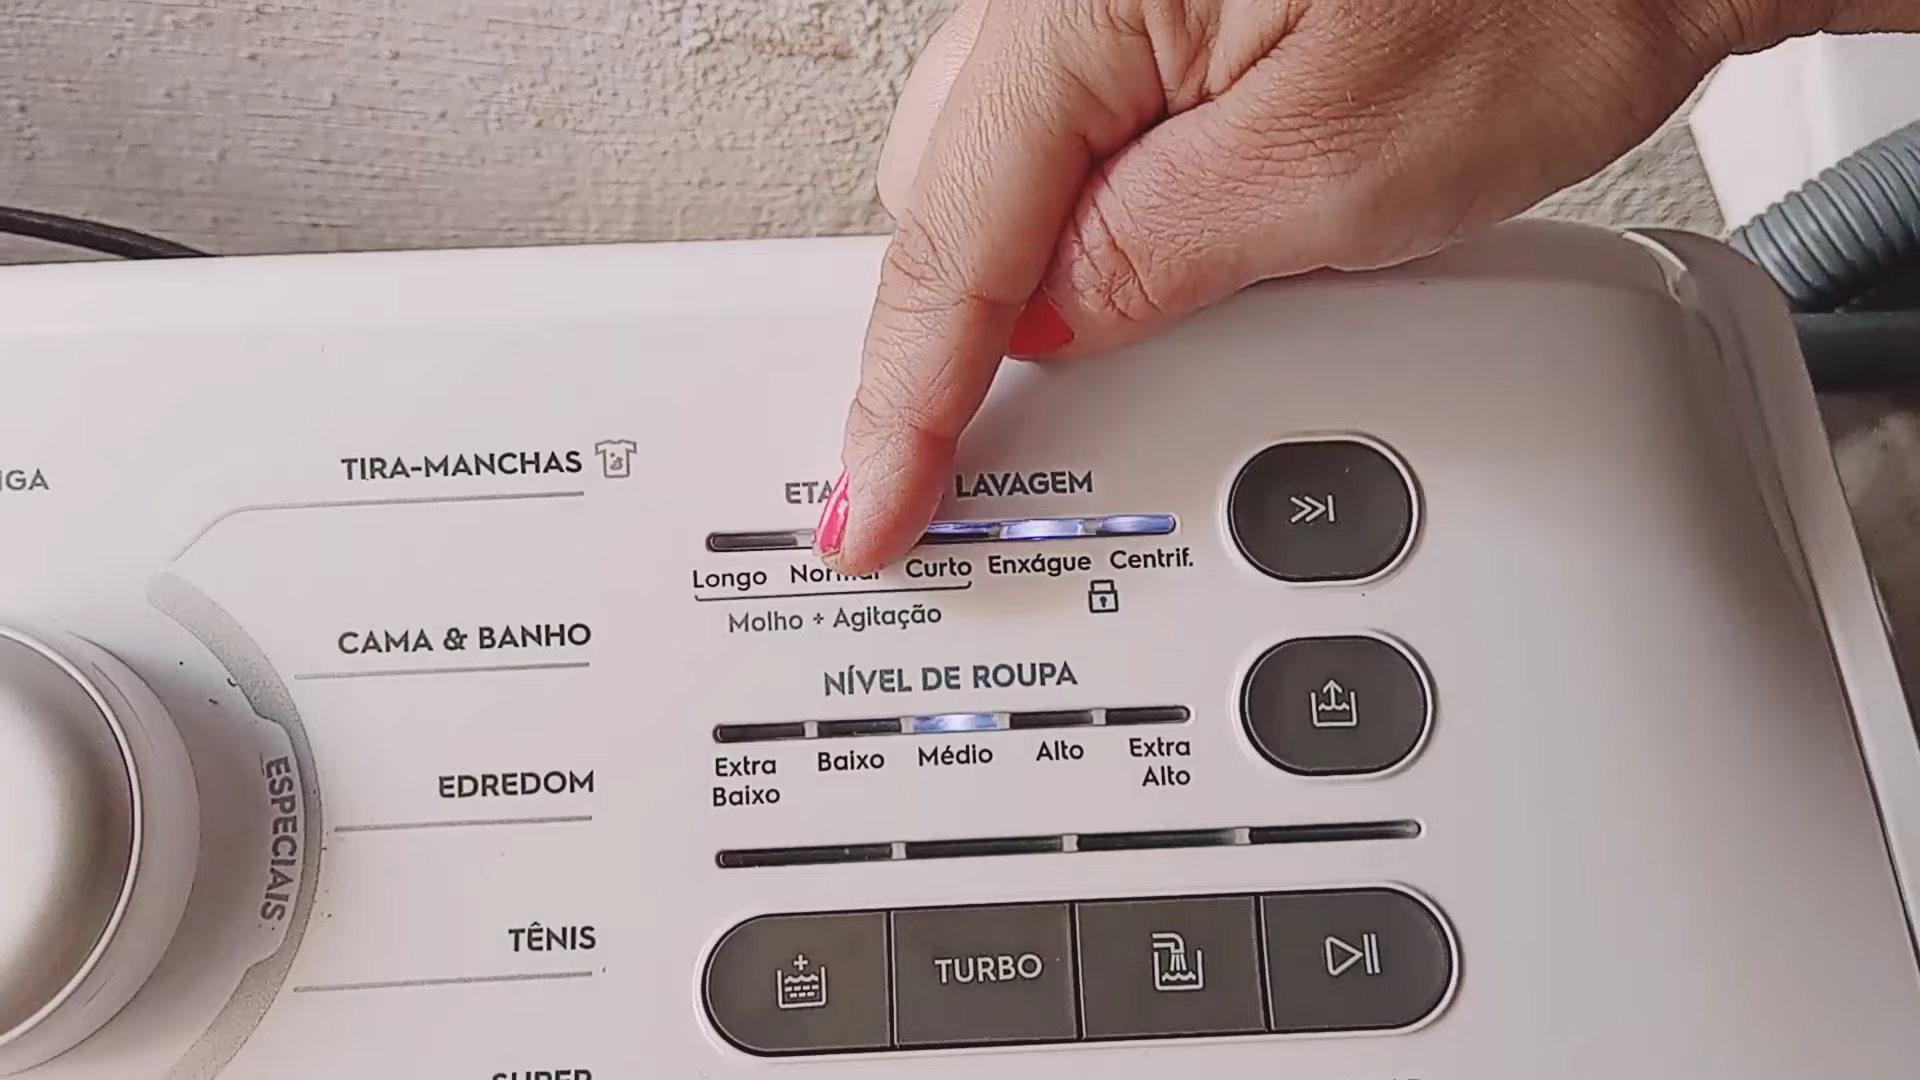 TIRA-MANCHAS
LAVAGEM
Longo Curto Enxágue Centrif.
Molho + Agitação
CAMA & BANHO
NÍVEL DE ROUPA
Extra Baixo Baixo Médio Alto Extra Alto
EDREDOM
ESPECIAIS
TÊNIS
TURBO